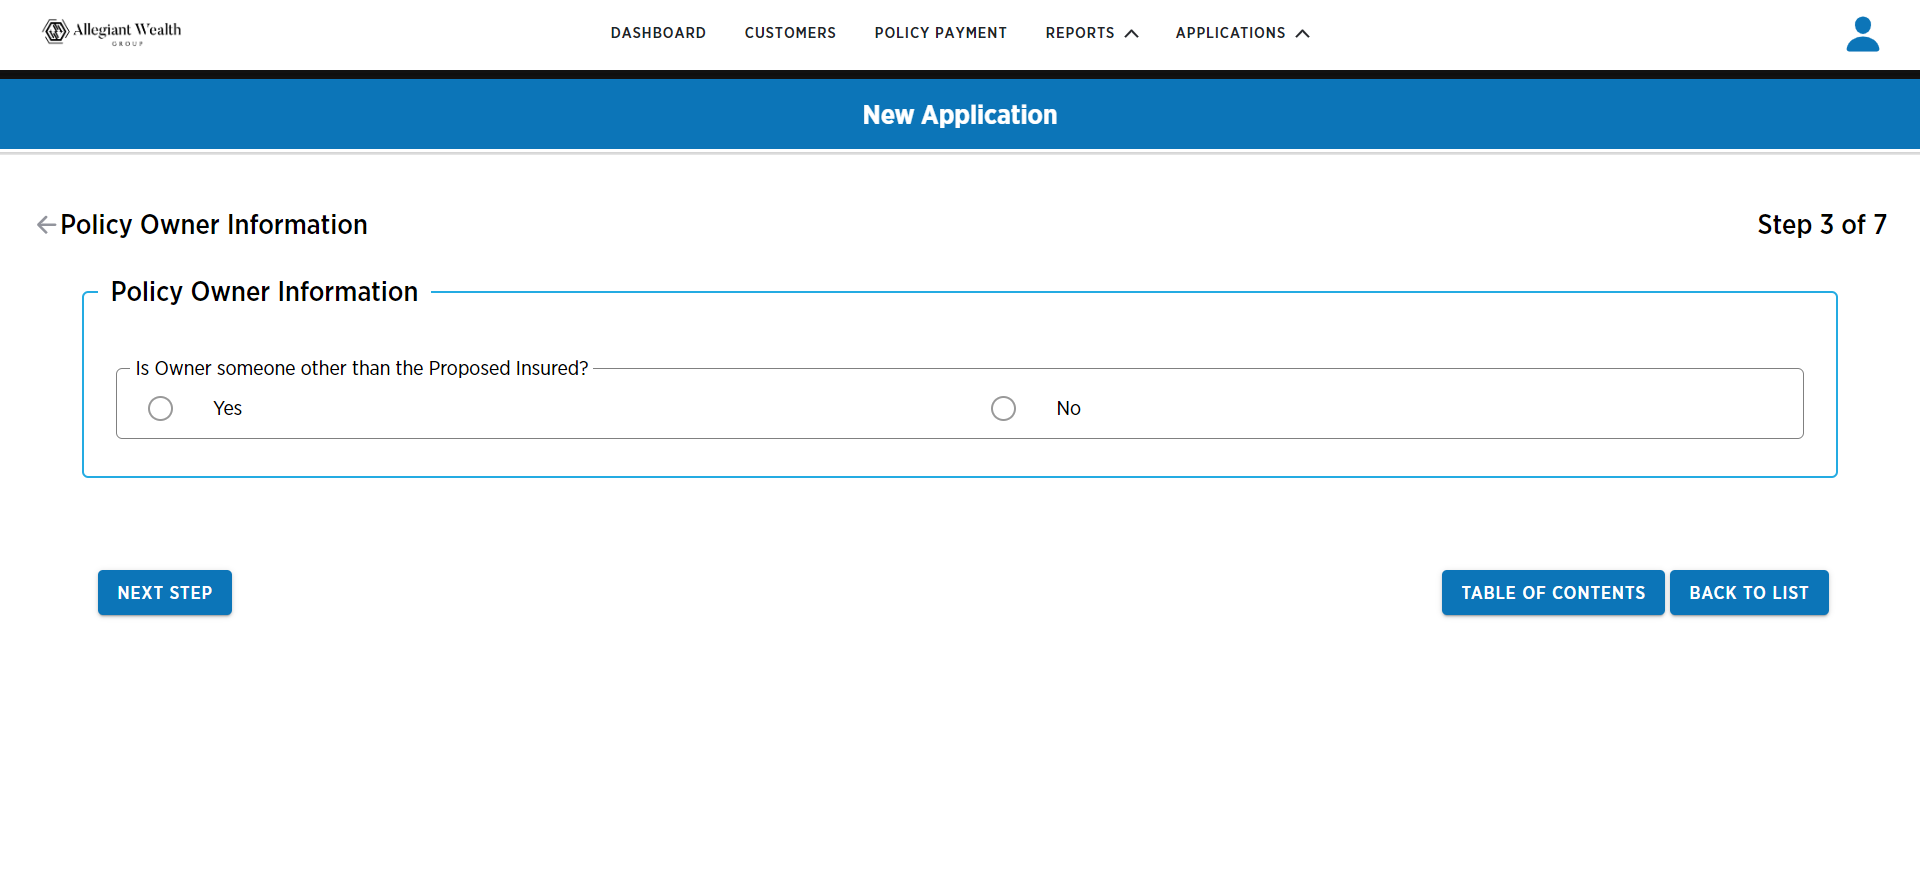 Allegiant Wealth
GROUP
DASHBOARD
CUSTOMERS
POLICY PAYMENT
REPORTS
APPLICATIONS
New Application
Policy Owner Information
Step 3 of 7
Policy Owner Information
Is Owner someone other than the Proposed Insured?
Yes
No
NEXT STEP
TABLE OF CONTENTS
BACK TO LIST